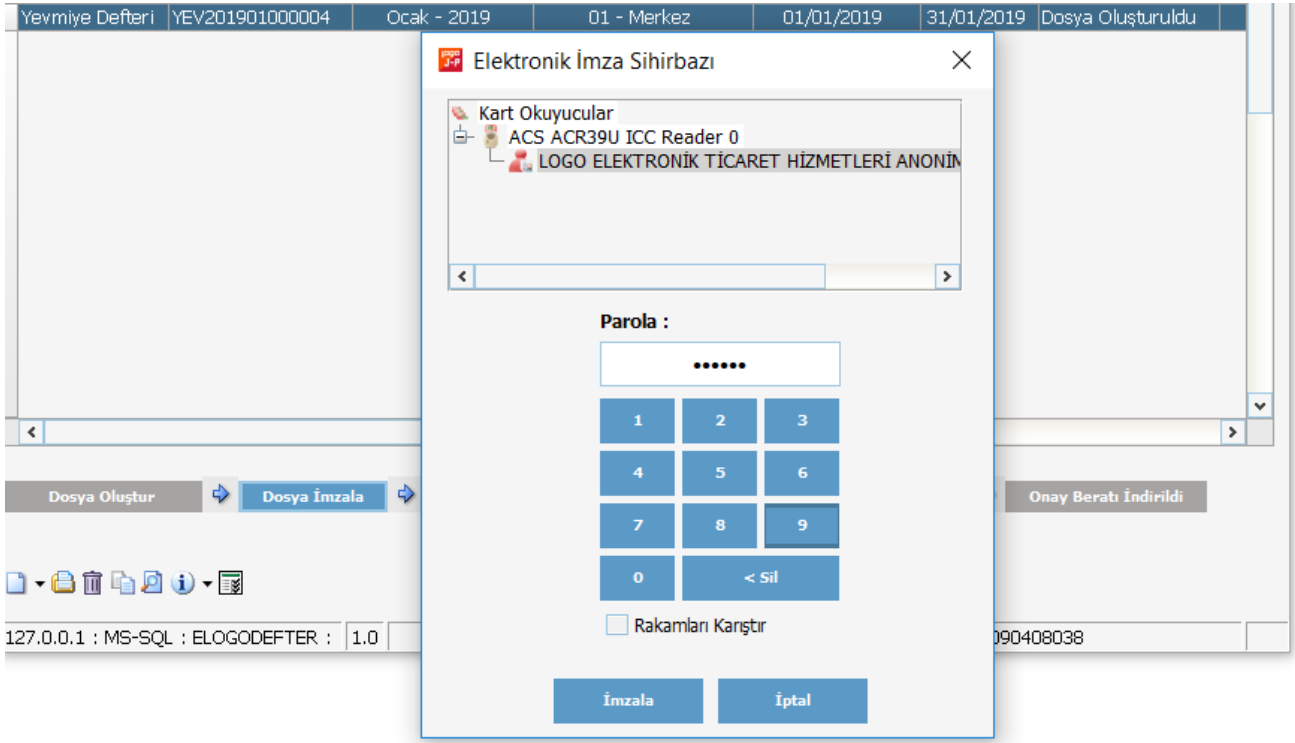 Yevmiye Defteri YEV201901000004 Ocak - 2019 01 - Merkez 01/01/2019 31/01/2019 Dosya Oluşturuldu
Elektronik İmza Sihirbazı
Kart Okuyucular
ACS ACR39U ICC Reader 0
LOGO ELEKTRONİK TİCARET HİZMETLERİ
Parola :
••••••
1 2 3
4 5 6
7 8 9
0 < Sil
Rakamları Karıştır
İmzala İptal
Dosya Oluştur Dosya İmzala Onay Beratı İndirildi
127.0.0.1 : MS-SQL : ELOGODEFTER : 1.0 090408038